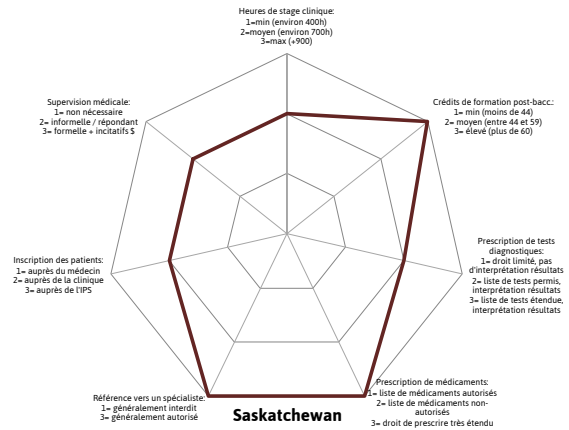 Heures de stage clinique:
1=min (environ 400h)
2=moyen (environ 700h)
3=max (+900)
Crédits de formation post-bacc.:
1= min (moins de 44)
2= moyen (entre 44 et 59)
3= élevé (plus de 60)
Prescription de tests
diagnostiques:
1= droit limité, pas
d'interprétation résultats
2= liste de tests permis,
interprétation résultats
3= liste de tests étendue,
interprétation résultats
Prescription de médicaments:
1= liste de médicaments autorisés
2= liste de médicaments non-
autorisés
3= droit de prescrire très étendu
Référence vers un spécialiste:
1= généralement interdit
3= généralement autorisé
Inscription des patients:
1= auprès du médecin
2= auprès de la clinique
3= auprès de l'IPS
Supervision médicale:
1= non nécessaire
2= informelle / répondant
3= formelle + incitatifs $
Saskatchewan